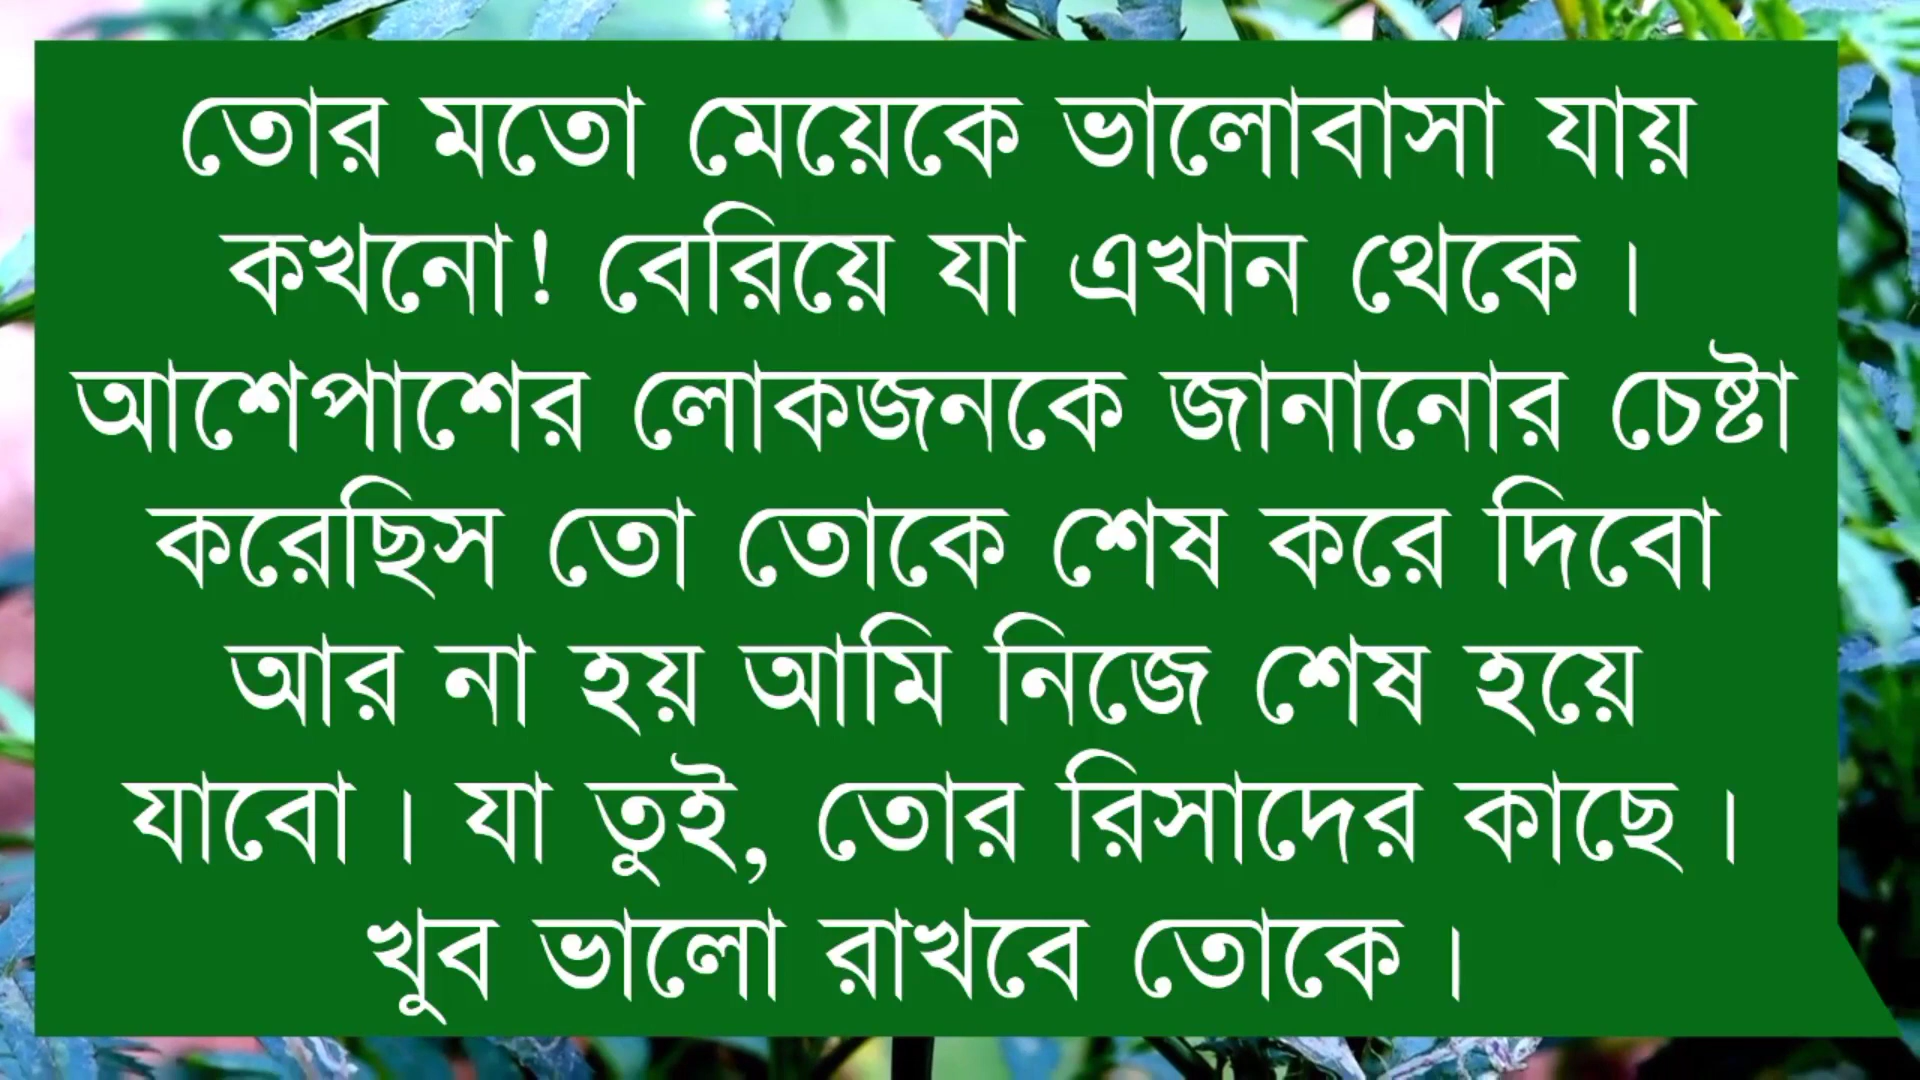 তোর মতো মেয়েকে ভালোবাসা যায়
কখনো! বেরিয়ে যা এখান থেকে।
আশেপাশের লোকজনকে জানানোর চেষ্টা
করেছিস তো তোকে শেষ করে দিবো
আর না হয় আমি নিজে শেষ হয়ে
যাবো। যা তুই, তোর রিসাদের কাছে।
খুব ভালো রাখবে তোকে।